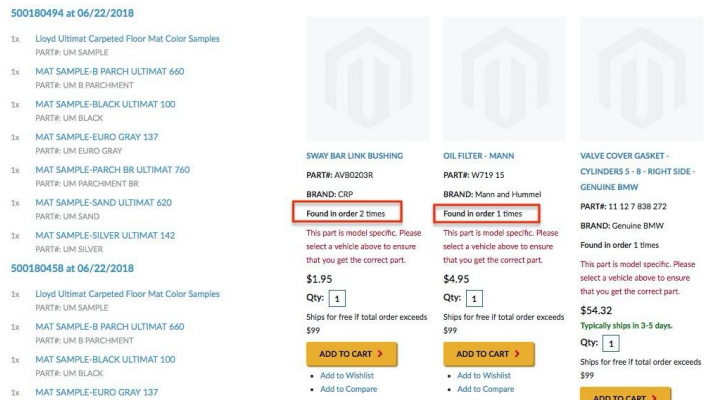 500180494 at 06/22/2018
1x Lloyd Ultimat Carpeted Floor Mat Color Samples
PART#: UM SAMPLE
1x MAT SAMPLE-B PARCH ULTIMAT 660
PART#: UM B PARCHMENT
1x MAT SAMPLE-BLACK ULTIMAT 100
PART#: UM BLACK
1x MAT SAMPLE-EURO GRAY 137
PART#: UM EURO GRAY
1x MAT SAMPLE-PARCH BR ULTIMAT 760
PART#: UM PARCHMENT BR
1x MAT SAMPLE-SAND ULTIMAT 620
PART#: UM SAND
1x MAT SAMPLE-SILVER ULTIMAT 142
PART#: UM SILVER
500180458 at 06/22/2018
1x Lloyd Ultimat Carpeted Floor Mat Color Samples
PART#: UM SAMPLE
1x MAT SAMPLE-B PARCH ULTIMAT 660
PART#: UM B PARCHMENT
1x MAT SAMPLE-BLACK ULTIMAT 100
PART#: UM BLACK
1x MAT SAMPLE-EURO GRAY 137
SWAY BAR LINK BUSHING
PART#: AVB0203R
BRAND: CRP
Found in order 2 times
This part is model specific. Please
select a vehicle above to ensure
that you get the correct part.
$1.95
Qty: 1
Ships for free if total order exceeds
$99
ADD TO CART >
• Add to Wishlist
• Add to Compare
OIL FILTER - MANN
PART#: W719 15
BRAND: Mann and Hummel
Found in order 1 times
This part is model specific. Please
select a vehicle above to ensure
that you get the correct part.
$4.95
Qty: 1
Ships for free if total order exceeds
$99
ADD TO CART >
• Add to Wishlist
• Add to Compare
VALVE COVER GASKET -
CYLINDERS 5 - 8 - RIGHT SIDE -
GENUINE BMW
PART#: 11 12 7 838 272
BRAND: Genuine BMW
Found in order 1 times
This part is model specific. Please
select a vehicle above to ensure
that you get the correct part.
$54.32
Typically ships in 3-5 days.
Qty: 1
Ships for free if total order exceeds
$99
ADD TO CART >